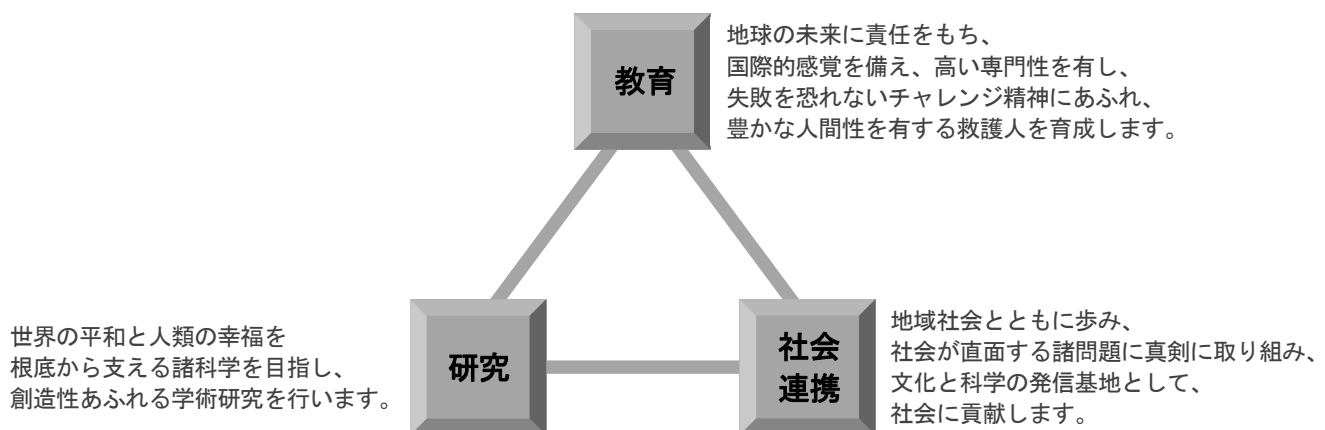 教育
地球の未来に責任をもち、
国際的感覚を備え、高い専門性を有し、
失敗を恐れないチャレンジ精神にあふれ、
豊かな人間性を有する救護人を育成します。
世界の平和と人類の幸福を
根底から支える諸科学を目指し、
創造性あふれる学術研究を行います。
研究
社会
連携
地域社会とともに歩み、
社会が直面する諸問題に真剣に取り組み、
文化と科学の発信基地として、
社会に貢献します。